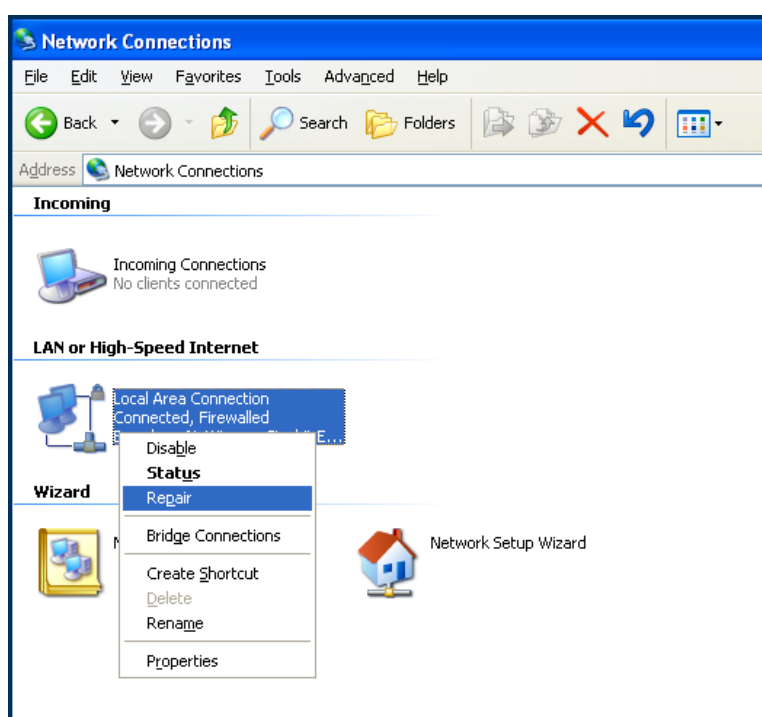 Network Connections
File Edit View Favorites Tools Advanced Help
Back Search Folders
Address Network Connections
Incoming
Incoming Connections
No clients connected
LAN or High-Speed Internet
Local Area Connection
Connected, Firewalled
Disable
Status
Repair
Bridge Connections
Create Shortcut
Delete
Rename
Properties
Wizard
Network Setup Wizard